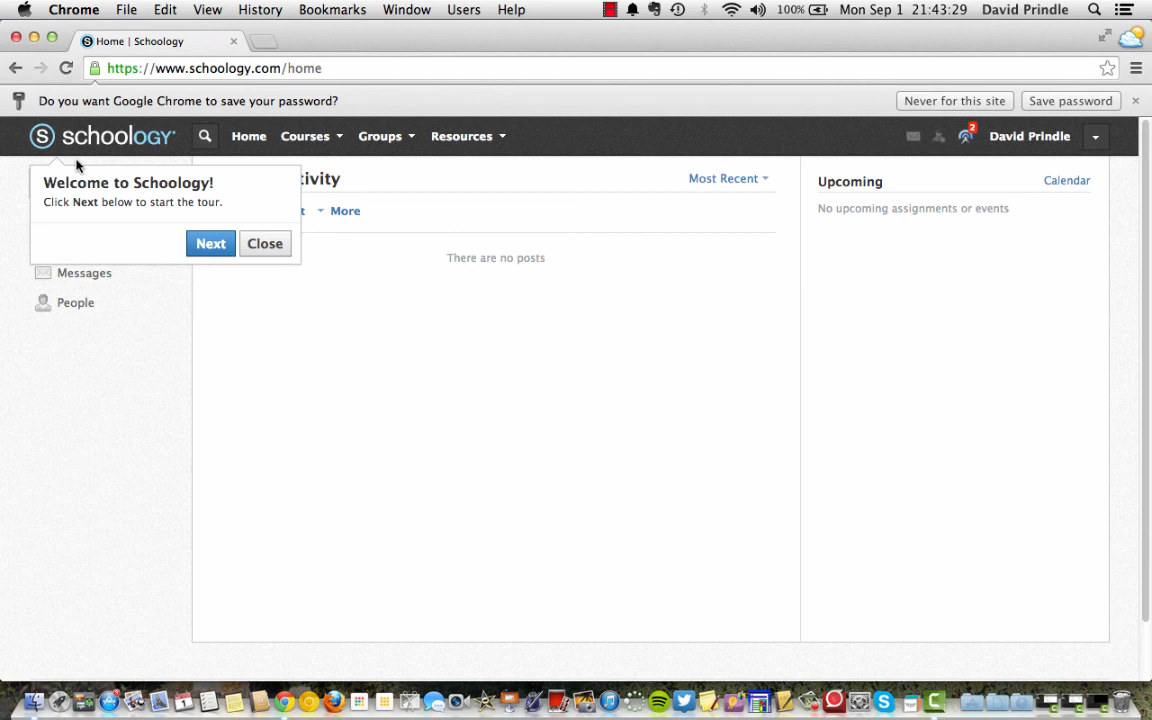 Chrome File Edit View History Bookmarks Window Users Help 100% Mon Sep 1 21:43:29 David Prindle
Home | Schoology
https://www.schoology.com/home
Do you want Google Chrome to save your password? Never for this site Save password
S schoology Home Courses Groups Resources 2 David Prindle
Welcome to Schoology!
Click Next below to start the tour.
Next Close
tivity Most Recent
t More
There are no posts
Upcoming Calendar
No upcoming assignments or events
Messages
People